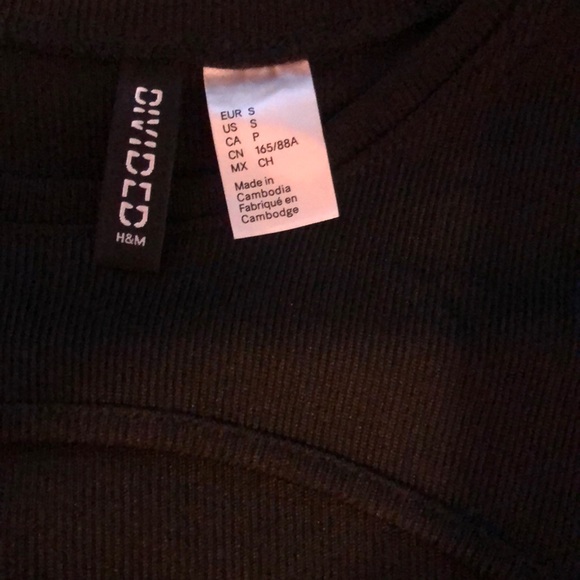 DIVIDED
H&M
EUR S
US S
CA P
CN 165/88A
MX CH
Made in
Cambodia
Fabriqué en
Cambodge